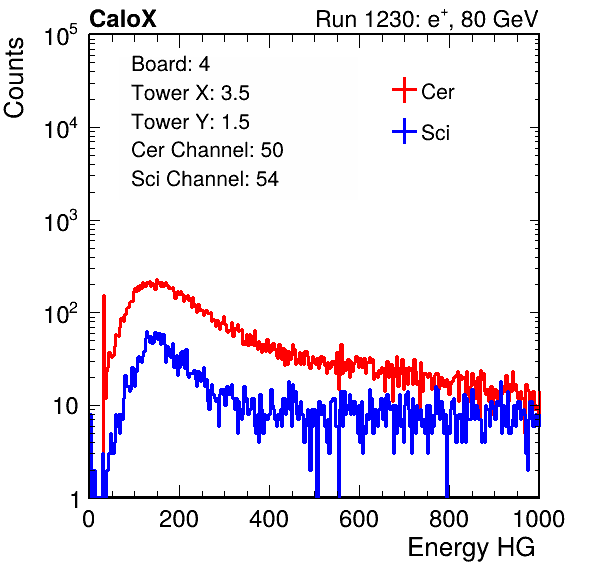 CaloX Run 1230: e⁺, 80 GeV
Counts
10⁵
10⁴
10³
10²
10
1
Board: 4
Tower X: 3.5
Tower Y: 1.5
Cer Channel: 50
Sci Channel: 54
Cer
Sci
0 200 400 600 800 1000
Energy HG